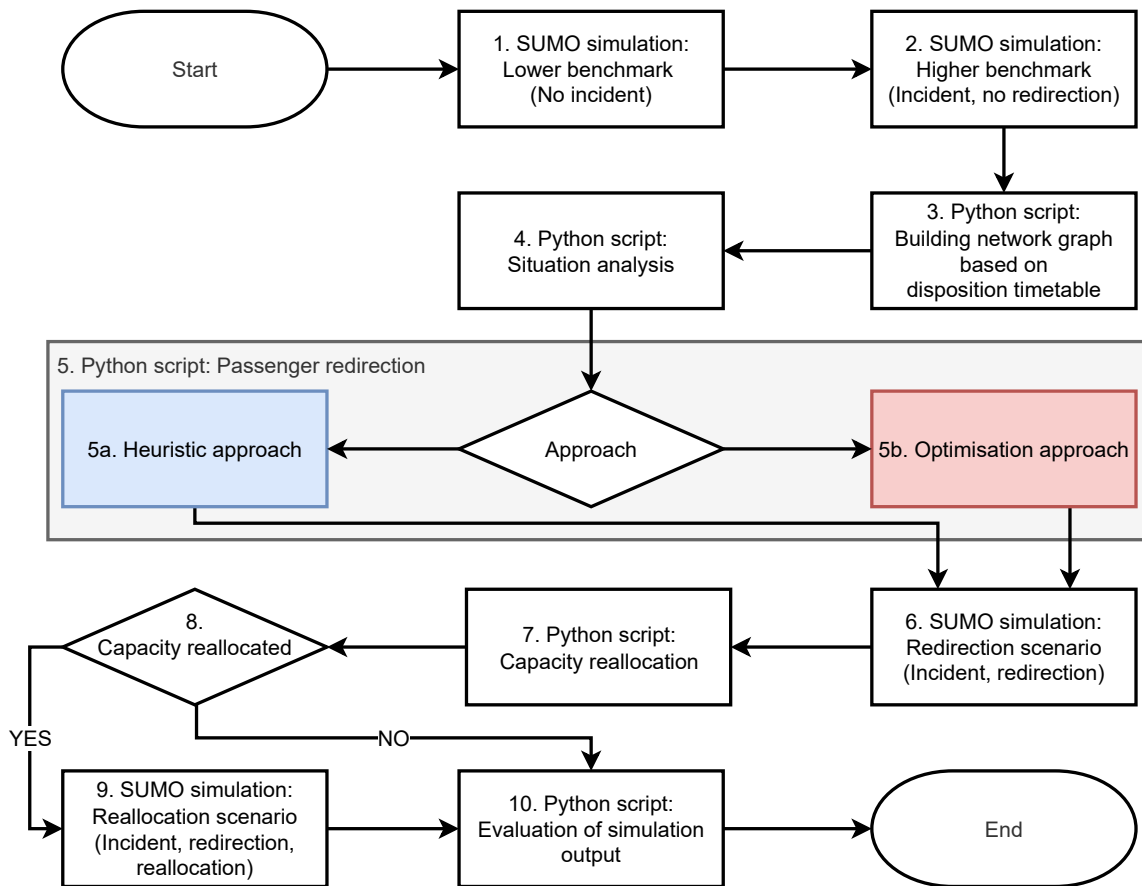 Start
1. SUMO simulation:
Lower benchmark
(No incident)
2. SUMO simulation:
Higher benchmark
(Incident, no redirection)
4. Python script:
Situation analysis
3. Python script:
Building network graph
based on
disposition timetable
5. Python script: Passenger redirection
5a. Heuristic approach
Approach
5b. Optimisation approach
8.
Capacity reallocated
7. Python script:
Capacity reallocation
6. SUMO simulation:
Redirection scenario
(Incident, redirection)
YES
NO
9. SUMO simulation:
Reallocation scenario
(Incident, redirection,
reallocation)
10. Python script:
Evaluation of simulation
output
End